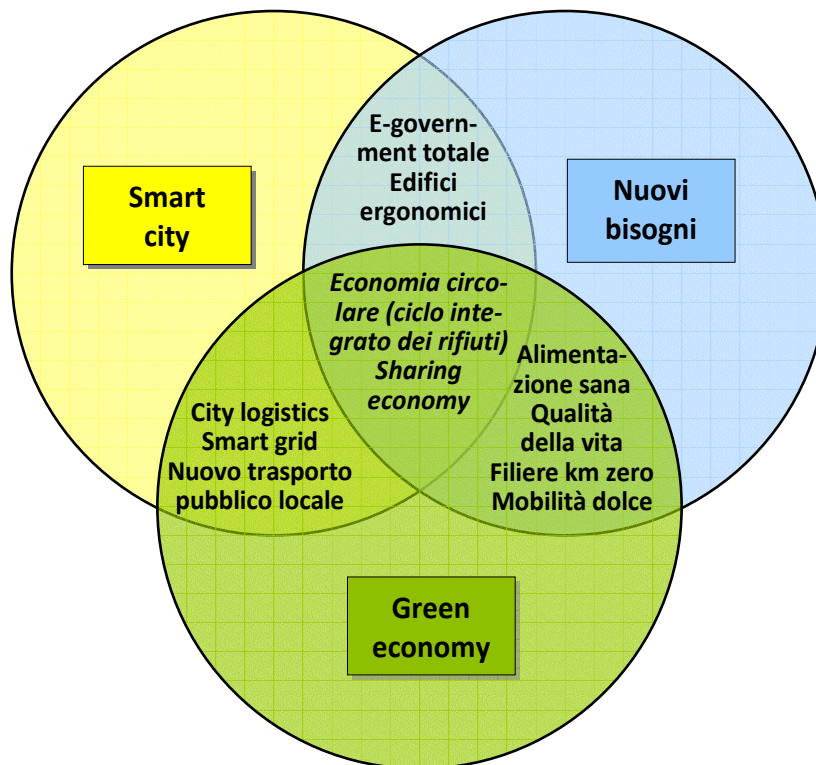 E-govern-
ment totale
Edifici
ergonomici
Smart
city
Nuovi
bisogni
Economia circo-
lare (ciclo inte-
grato dei rifiuti)
Sharing
economy
Alimenta-
zione sana
Qualità
della vita
Filiere km zero
Mobilità dolce
City logistics
Smart grid
Nuovo trasporto
pubblico locale
Green
economy